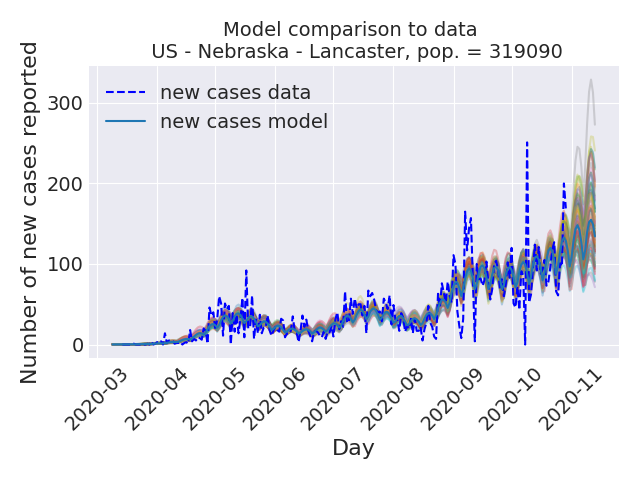 Model comparison to data
US - Nebraska - Lancaster, pop. = 319090
Number of new cases reported
new cases data
new cases model
300
200
100
0
2020-03
2020-04
2020-05
2020-06
2020-07
2020-08
2020-09
2020-10
2020-11
Day